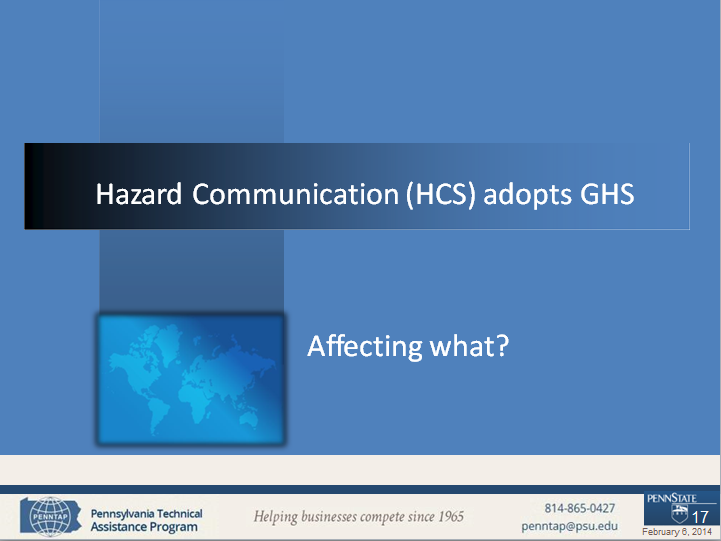 Hazard Communication (HCS) adopts GHS
Affecting what?
PENNTAP
Pennsylvania Technical
Assistance Program
Helping businesses compete since 1965
814-865-0427
penntap@psu.edu
PENNSTATE
17
February 6, 2014